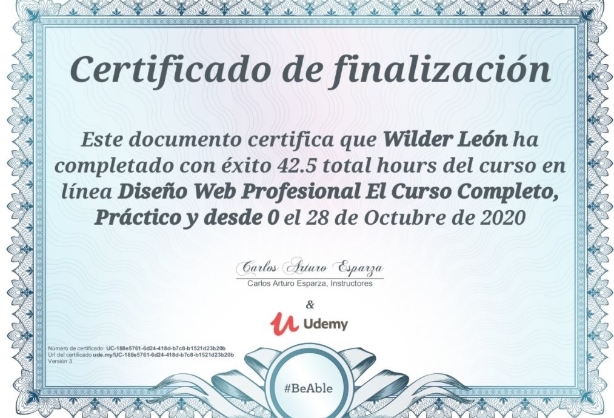 Certificado de finalización
Este documento certifica que Wilder León ha
completado con éxito 42.5 total hours del curso en
línea Diseño Web Profesional El Curso Completo,
Práctico y desde 0 el 28 de Octubre de 2020
Carlos Arturo Esparza
Carlos Arturo Esparza, Instructores
&
Udemy
Número de certificado: UC-188e5761-6d24-418d-b7c8-b1521d23b20b
Url del certificado ude.my/UC-188e5761-6d24-418d-b7c8-b1521d23b20b
Versión 3
#BeAble